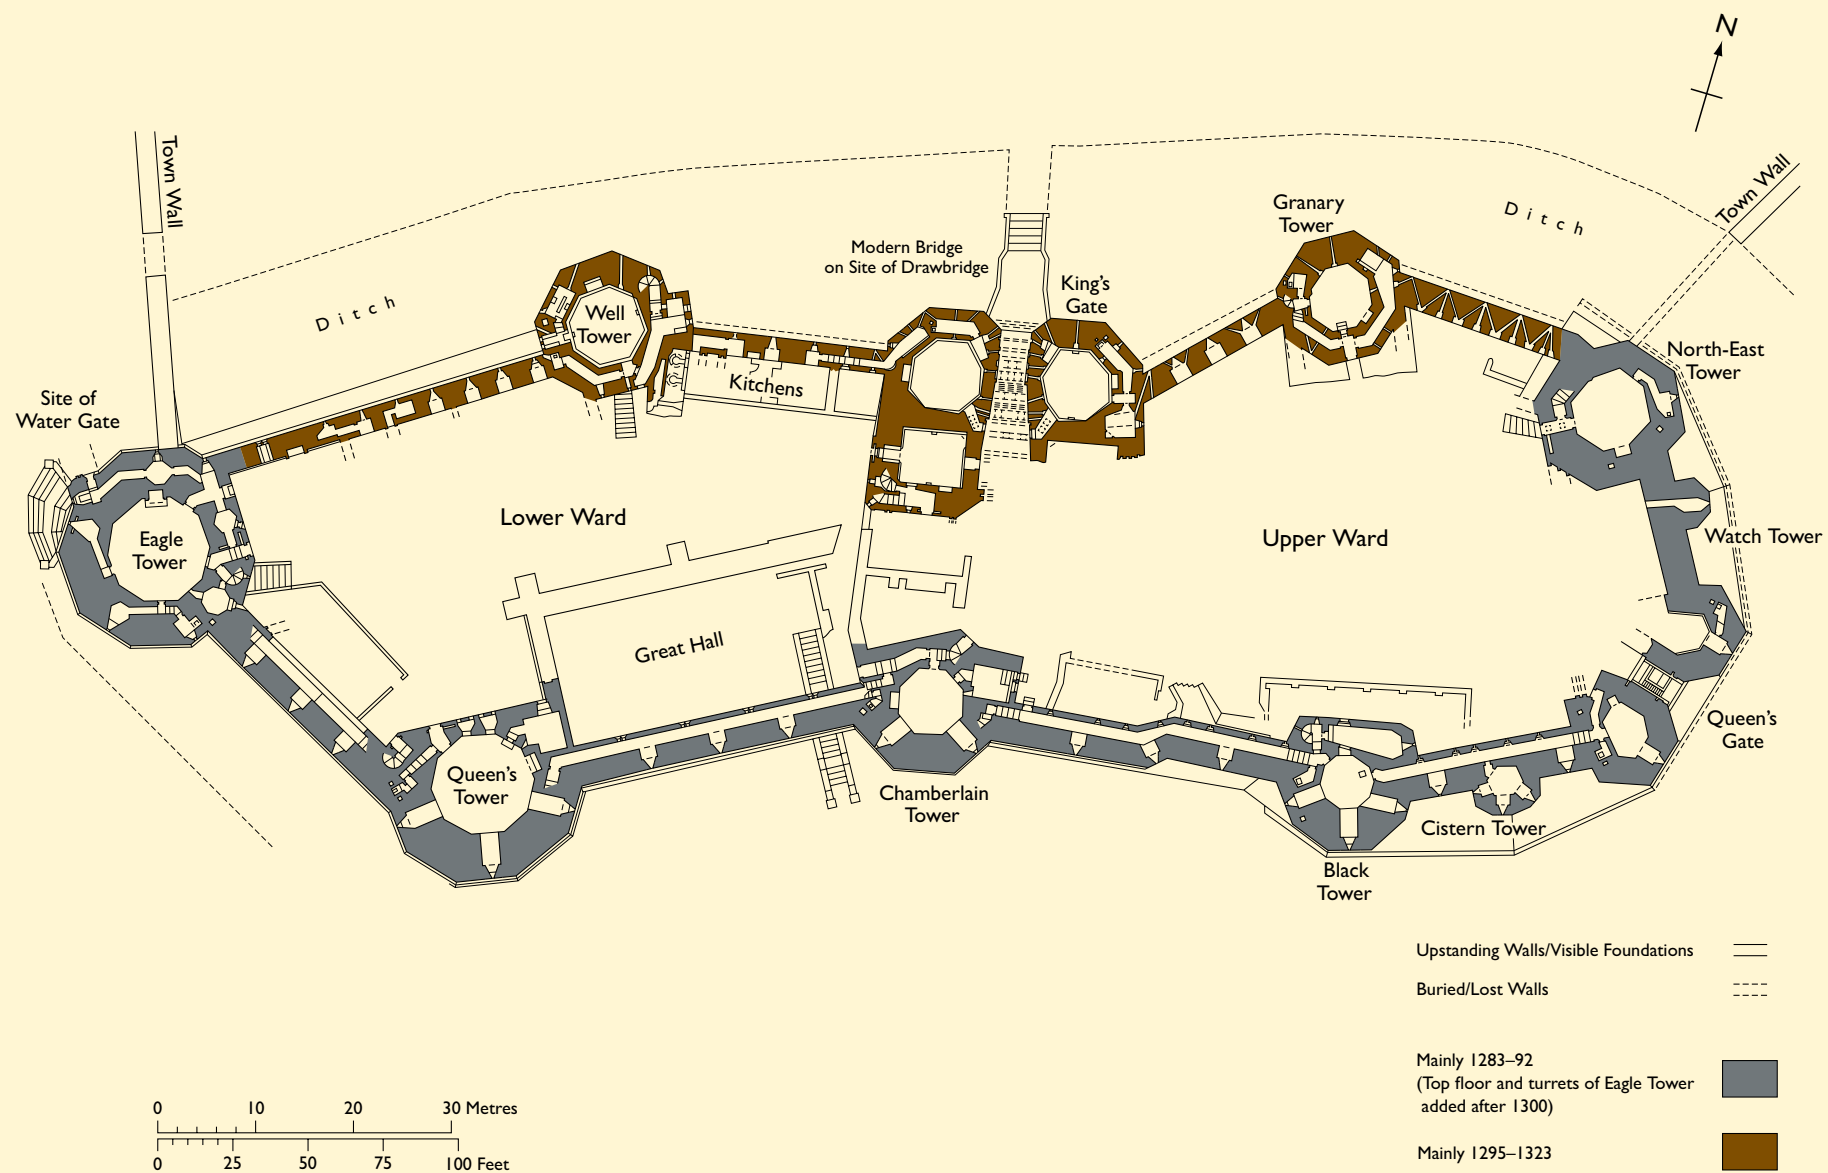 N
Town Wall
Town Wall
Granary
Tower
Ditch
Modern Bridge
on Site of Drawbridge
King's
Gate
Ditch
Well
Tower
North-East
Tower
Kitchens
Site of
Water Gate
Lower Ward
Upper Ward
Watch Tower
Eagle
Tower
Great Hall
Queen's
Gate
Queen's
Tower
Chamberlain
Tower
Cistern Tower
Black
Tower
Upstanding Walls/Visible Foundations
Buried/Lost Walls
Mainly 1283–92
(Top floor and turrets of Eagle Tower
added after 1300)
Mainly 1295–1323
0 10 20 30 Metres
0 25 50 75 100 Feet